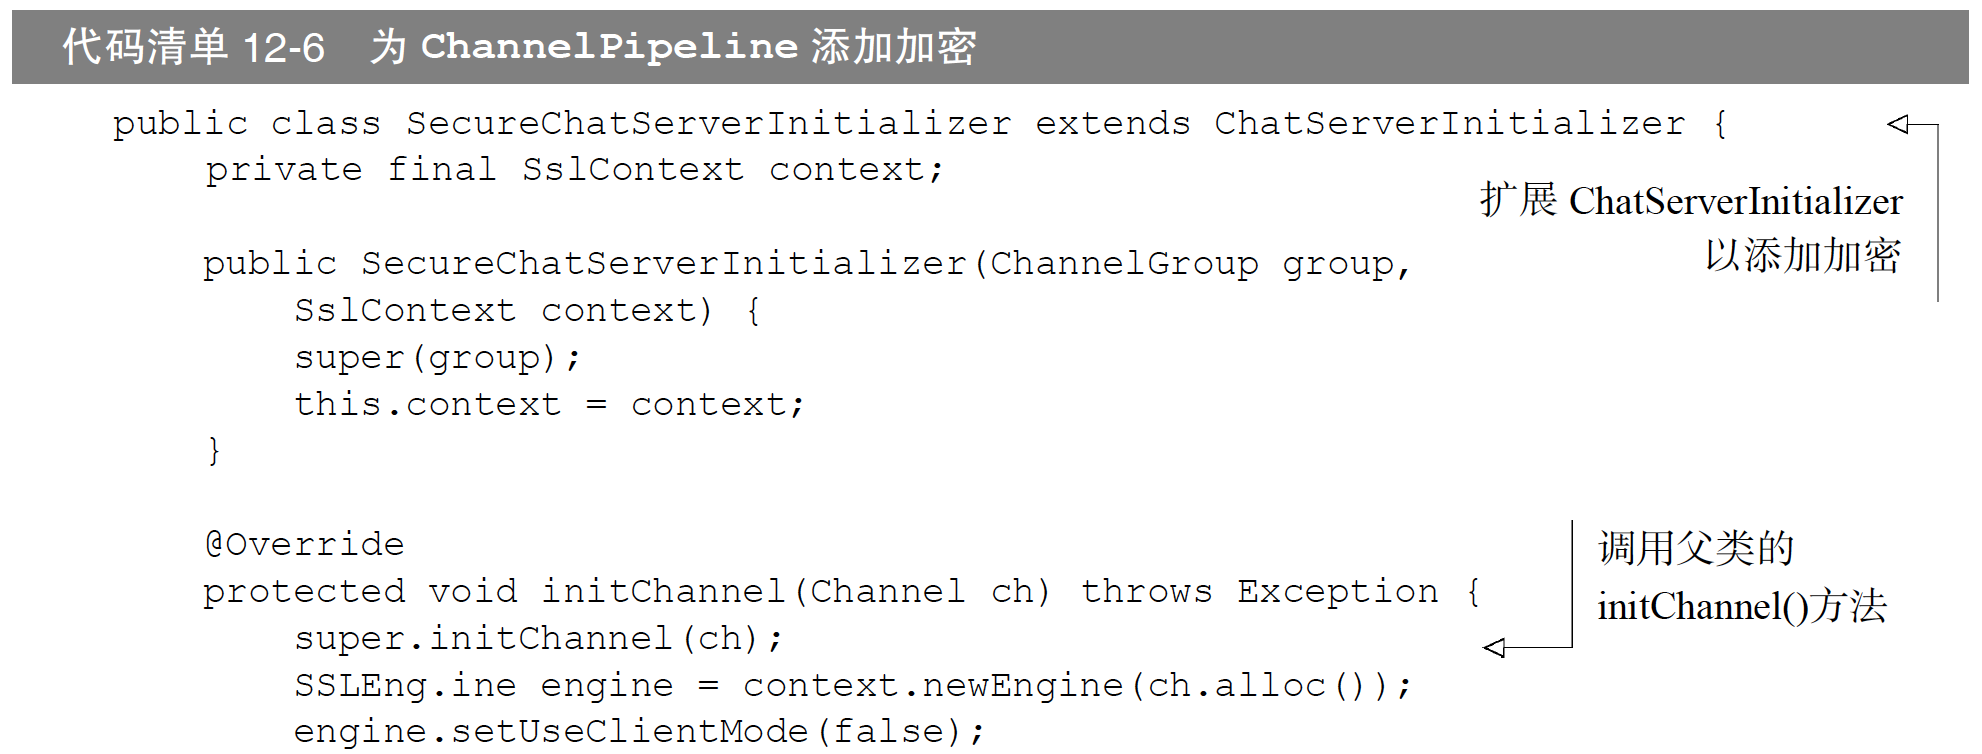 代码清单 12-6 为 ChannelPipeline 添加加密
public class SecureChatServerInitializer extends ChatServerInitializer {
private final SslContext context;
扩展 ChatServerInitializer
以添加加密
public SecureChatServerInitializer(ChannelGroup group,
SslContext context) {
super(group);
this.context = context;
}
@Override
protected void initChannel(Channel ch) throws Exception {
调用父类的
initChannel()方法
super.initChannel(ch);
SSLEng.ine engine = context.newEngine(ch.alloc());
engine.setUseClientMode(false);